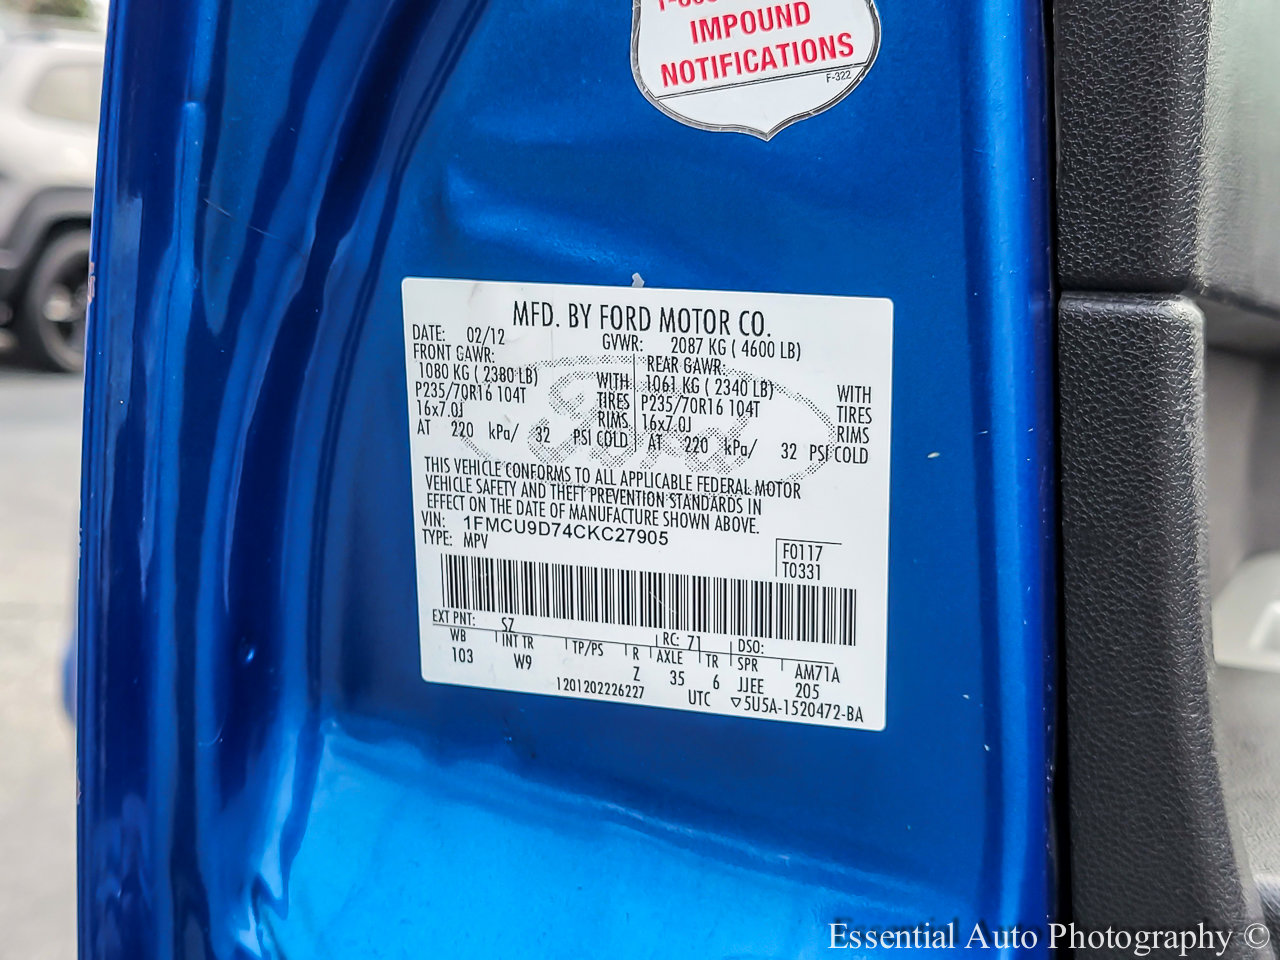 IMPOUND
NOTIFICATIONS
F-322
MFD. BY FORD MOTOR CO.
DATE: 02/12 GVWR: 2087 KG ( 4600 LB)
FRONT GAWR: REAR GAWR:
1080 KG ( 2380 LB) WITH 1061 KG ( 2340 LB) WITH
P235/70R16 104T TIRES P235/70R16 104T TIRES
16x7.0J RIMS 16x7.0J RIMS
AT 220 kPa/ 32 PSI COLD AT 220 kPa/ 32 PSI COLD
THIS VEHICLE CONFORMS TO ALL APPLICABLE FEDERAL MOTOR
VEHICLE SAFETY AND THEFT PREVENTION STANDARDS IN
EFFECT ON THE DATE OF MANUFACTURE SHOWN ABOVE.
VIN: 1FMCU9D74CKC27905
TYPE: MPV
F0117
T0331
EXT PNT: SZ RC: 71 DSO:
WB INT TR TP/PS R AXLE TR SPR AM71A
103 W9 Z 35 6 JJEE 205
1201202226227 UTC ▽5U5A-1520472-BA
Essential Auto Photography ©